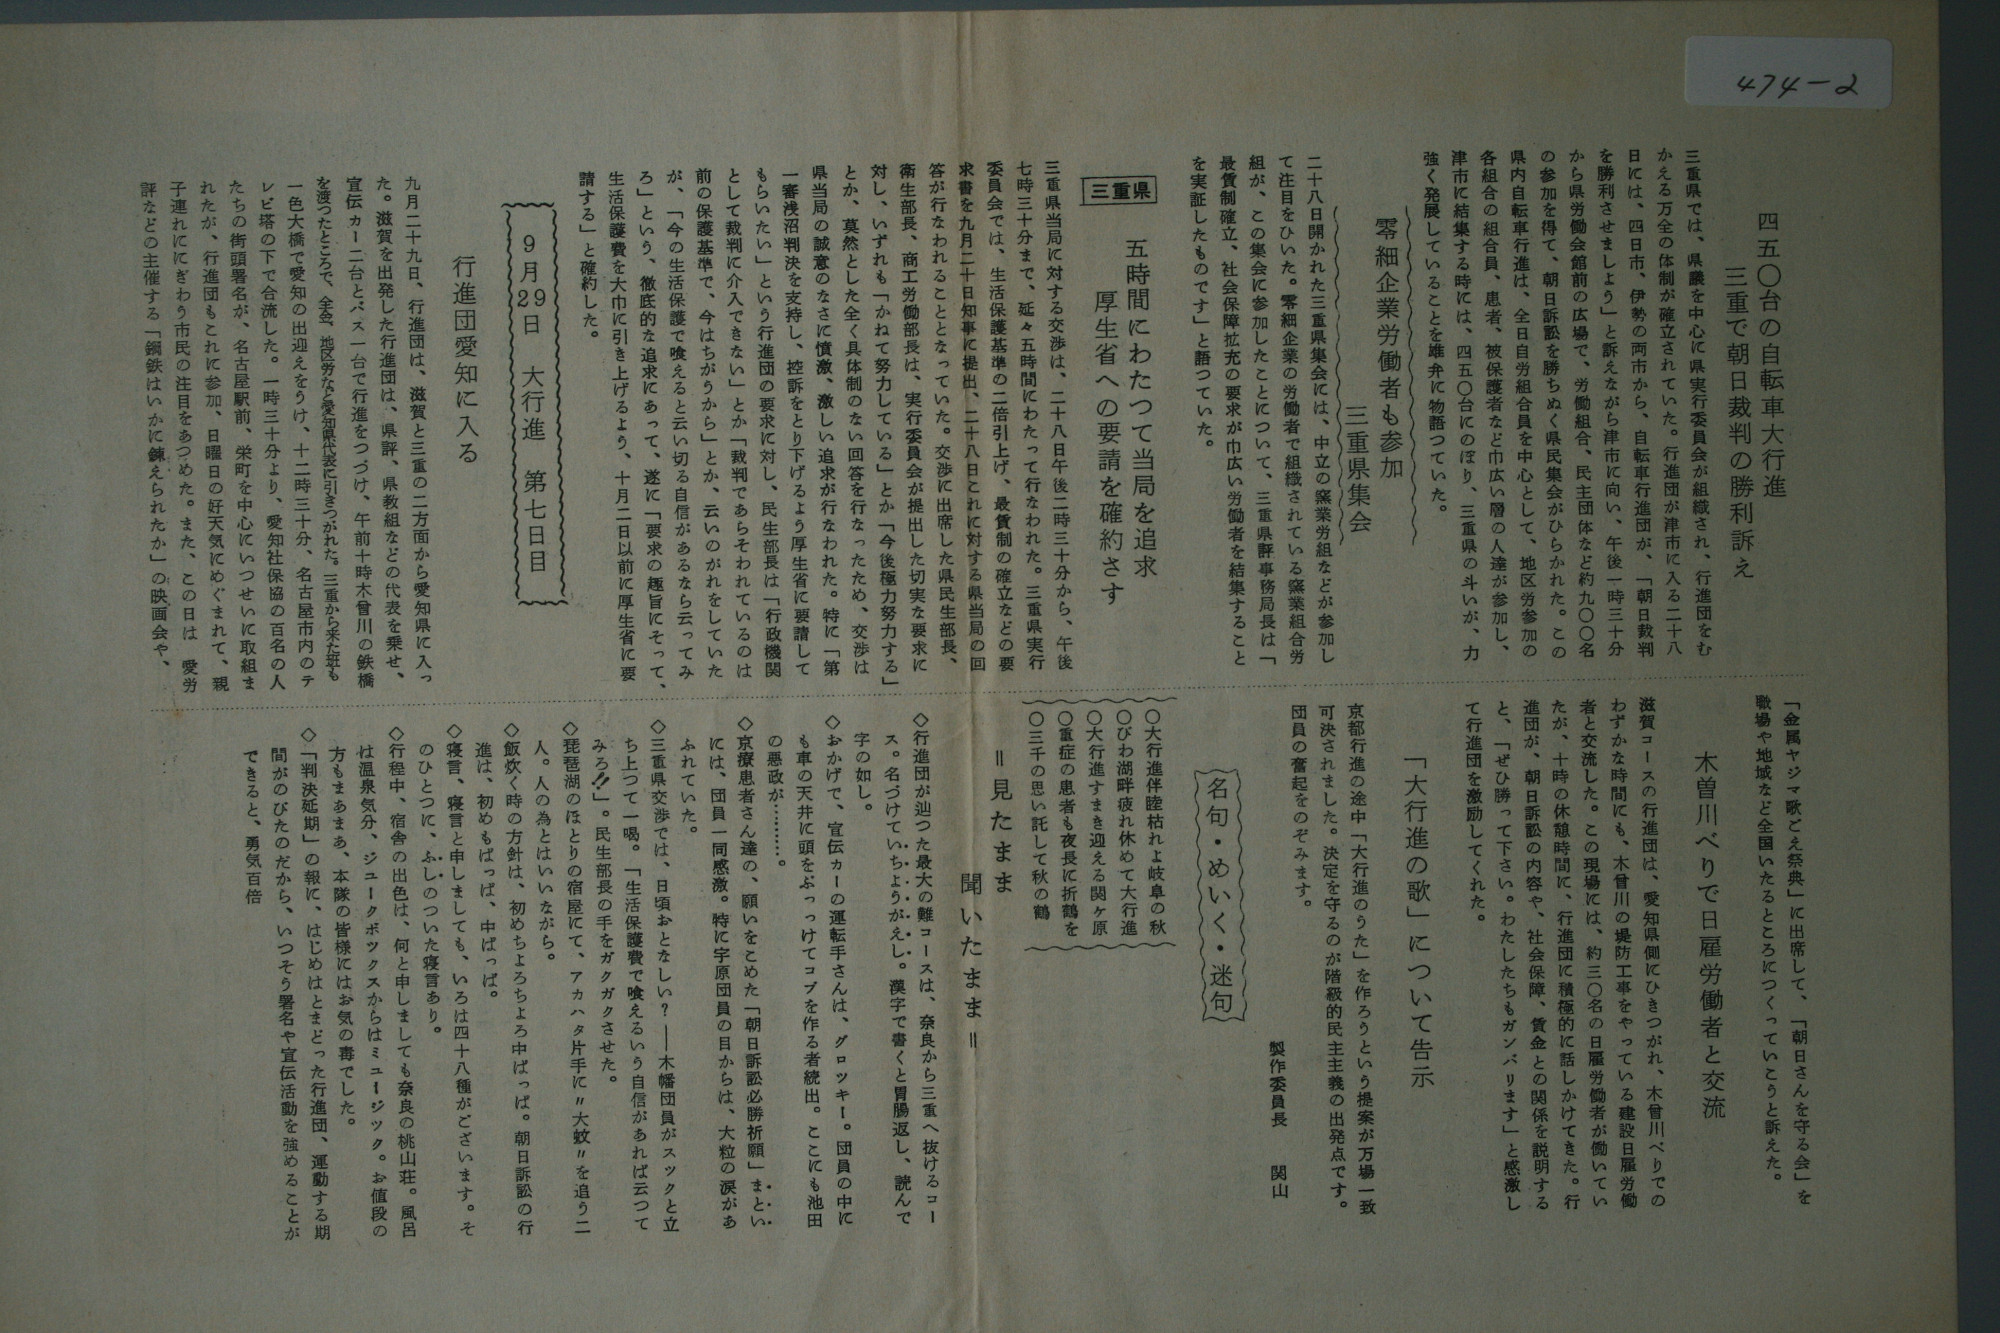 474-2
四五〇台の自転車大行進
三重で朝日裁判の勝利訴え
三重県では、県議を中心に県実行委員会が組織され、行進団をむ
かえる万全の体制が確立されていた。行進団が津市に入る二十八
日には、四日市、伊勢の両市から、自転車行進団が、「朝日裁判
を勝利させましよう」と訴えながら津市に向い、午後一時三十分
から県労働会館前の広場で、労働組合、民主団体など約九〇〇名
の参加を得て、朝日訴訟を勝ちぬく県民集会がひらかれた。この
県内自転車行進は、全日自労組合員を中心として、地区労参加の
各組合の組合員、患者、被保護者など巾広い層の人達が参加し、
津市に結集する時には、四五〇台にのぼり、三重県の斗いが、力
強く発展していることを雄弁に物語つていた。
零細企業労働者も参加
三重県集会
二十八日開かれた三重県集会には、中立の窯業労組などが参加し
て注目をひいた。零細企業の労働者で組織されている窯業組合労
組が、この集会に参加したことについて、三重県評事務局長は「
最賃制確立、社会保障拡充の要求が巾広い労働者を結集すること
を実証したものです」と語つていた。
三重県
五時間にわたつて当局を追求
厚生省への要請を確約さす
三重県当局に対する交渉は、二十八日午後二時三十分から、午後
七時三十分まで、延々五時間にわたって行なわれた。三重県実行
委員会では、生活保護基準の二倍引上げ、最賃制の確立などの要
求書を九月二十日知事に提出、二十八日これに対する県当局の回
答が行なわれることとなっていた。交渉に出席した県民生部長、
衛生部長、商工労働部長は、実行委員会が提出した切実な要求に
対し、いずれも「かねて努力している」とか「今後極力努力する」
とか、莫然とした全く具体制のない回答を行なったため、交渉は
県当局の誠意のなさに憤激、激しい追求が行なわれた。特に「第
一審浅沼判決を支持し、控訴をとり下げるよう厚生省に要請して
もらいたい」という行進団の要求に対し、民生部長は「行政機関
として裁判に介入できない」とか「裁判であらそわれているのは
前の保護基準で、今はちがうから」とか、云いのがれをしていた
が、「今の生活保護で喰えると云い切る自信があるなら云ってみ
ろ」という、徹底的な追求にあって、遂に「要求の趣旨にそって、
生活保護費を大巾に引き上げるよう、十月二日以前に厚生省に要
請する」と確約した。
9月29日　大行進　第七日目
行進団愛知に入る
九月二十九日、行進団は、滋賀と三重の二方面から愛知県に入っ
た。滋賀を出発した行進団は、県評、県教組などの代表を乗せ、
宣伝カー二台とバス一台で行進をつづけ、午前十時木曾川の鉄橋
を渡つたところで、全金、地区労など愛知県代表に引きつがれた。三重から来た班も
一色大橋で愛知の出迎えをうけ、十二時三十分、名古屋市内のテ
レビ塔の下で合流した。一時三十分より、愛知社保協の百名の人
たちの街頭署名が、名古屋駅前、栄町を中心にいつせいに取組ま
れたが、行進団もこれに参加、日曜日の好天気にめぐまれて、親
子連れににぎわう市民の注目をあつめた。また、この日は　愛労
評などの主催する「鋼鉄はいかに錬えられたか」の映画会や、
「金属ヤジマ歌ごえ祭典」に出席して、「朝日さんを守る会」を
職場や地域など全国いたるところにつくっていこうと訴えた。
木曽川べりで日雇労働者と交流
滋賀コースの行進団は、愛知県側にひきつがれ、木曾川べりでの
わずかな時間にも、木曾川の堤防工事をやっている建設日雇労働
者と交流した。この現場には、約三〇名の日雇労働者が働いてい
たが、十時の休憩時間に、行進団に積極的に話しかけてきた。行
進団が、朝日訴訟の内容や、社会保障、賃金との関係を説明する
と、「ぜひ勝って下さい。わたしたちもガンバリます」と感激し
て行進団を激励してくれた。
「大行進の歌」について告示
京都行進の途中「大行進のうた」を作ろうという提案が万場一致
可決されました。決定を守るのが階級的民主主義の出発点です。
団員の奮起をのぞみます。
製作委員長　関山
名句・めいく・迷句
〇大行進伴睦枯れよ岐阜の秋
〇びわ湖畔疲れ休めて大行進
〇大行進すまき迎える関ヶ原
〇重症の患者も夜長に折鶴を
〇三千の思い託して秋の鶴
＝見たまま
聞いたまま＝
◇行進団が辿つた最大の難コースは、奈良から三重へ抜けるコー
ス。名づけていちようがえし。漢字で書くと胃腸返し、読んで
字の如し。
◇おかげで、宣伝カーの運転手さんは、グロツキー。団員の中に
も車の天井に頭をぶっつけてコブを作る者続出。ここにも池田
の悪政が………。
◇京療患者さん達の、願いをこめた「朝日訴訟必勝祈願」まとい
には、団員一同感激。特に宇原団員の目からは、大粒の涙があ
ふれていた。
◇三重県交渉では、日頃おとなしい？――木幡団員がスツクと立
ち上つて一喝。「生活保護費で喰えるいう自信があれば云つて
みろ!!」。民生部長の手をガクガクさせた。
◇琵琶湖のほとりの宿屋にて、アカハタ片手に〃大蚊〃を追う二
人。人の為とはいいながら。
◇飯炊く時の方針は、初めちよろちよろ中ぱっぱ。朝日訴訟の行
進は、初めもぱっぱ、中ぱっぱ。
◇寝言、寝言と申しましても、いろは四十八種がございます。そ
のひとつに、ふしのついた寝言あり。
◇行程中、宿舎の出色は、何と申しましても奈良の桃山荘。風呂
は温泉気分、ジュークボツクスからはミュージツク。お値段の
方もまあまあ、本隊の皆様にはお気の毒でした。
◇「判決延期」の報に、はじめはとまどった行進団、運動する期
間がのびたのだから、いつそう署名や宣伝活動を強めることが
できると、勇気百倍